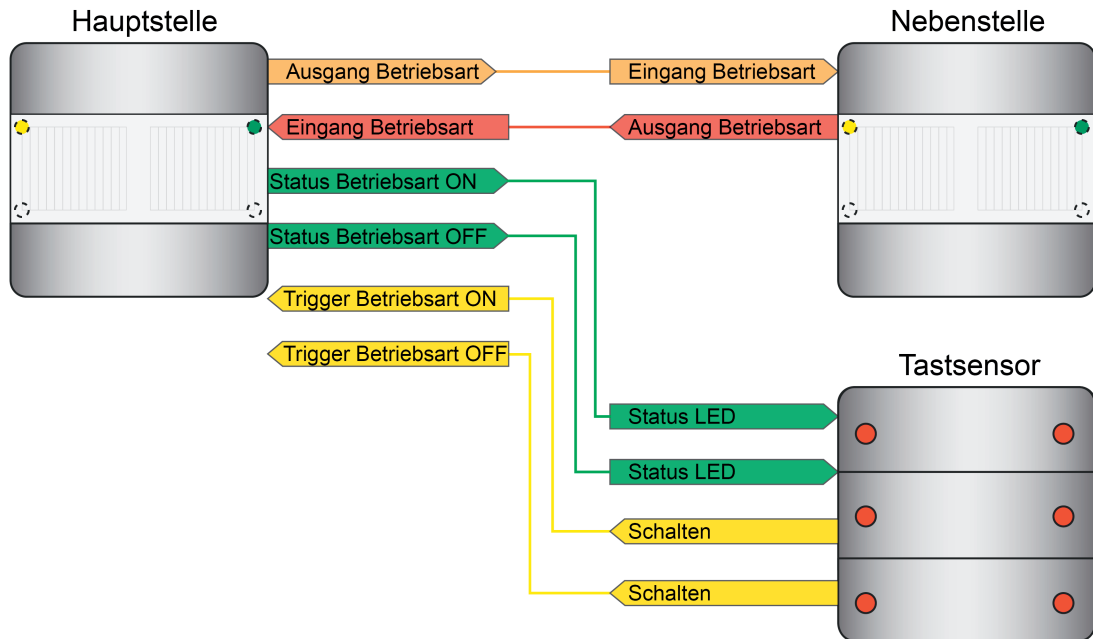 Hauptstelle
Nebenstelle
Ausgang Betriebsart
Eingang Betriebsart
Eingang Betriebsart
Ausgang Betriebsart
Status Betriebsart ON
Status Betriebsart OFF
Trigger Betriebsart ON
Trigger Betriebsart OFF
Tastsensor
Status LED
Status LED
Schalten
Schalten